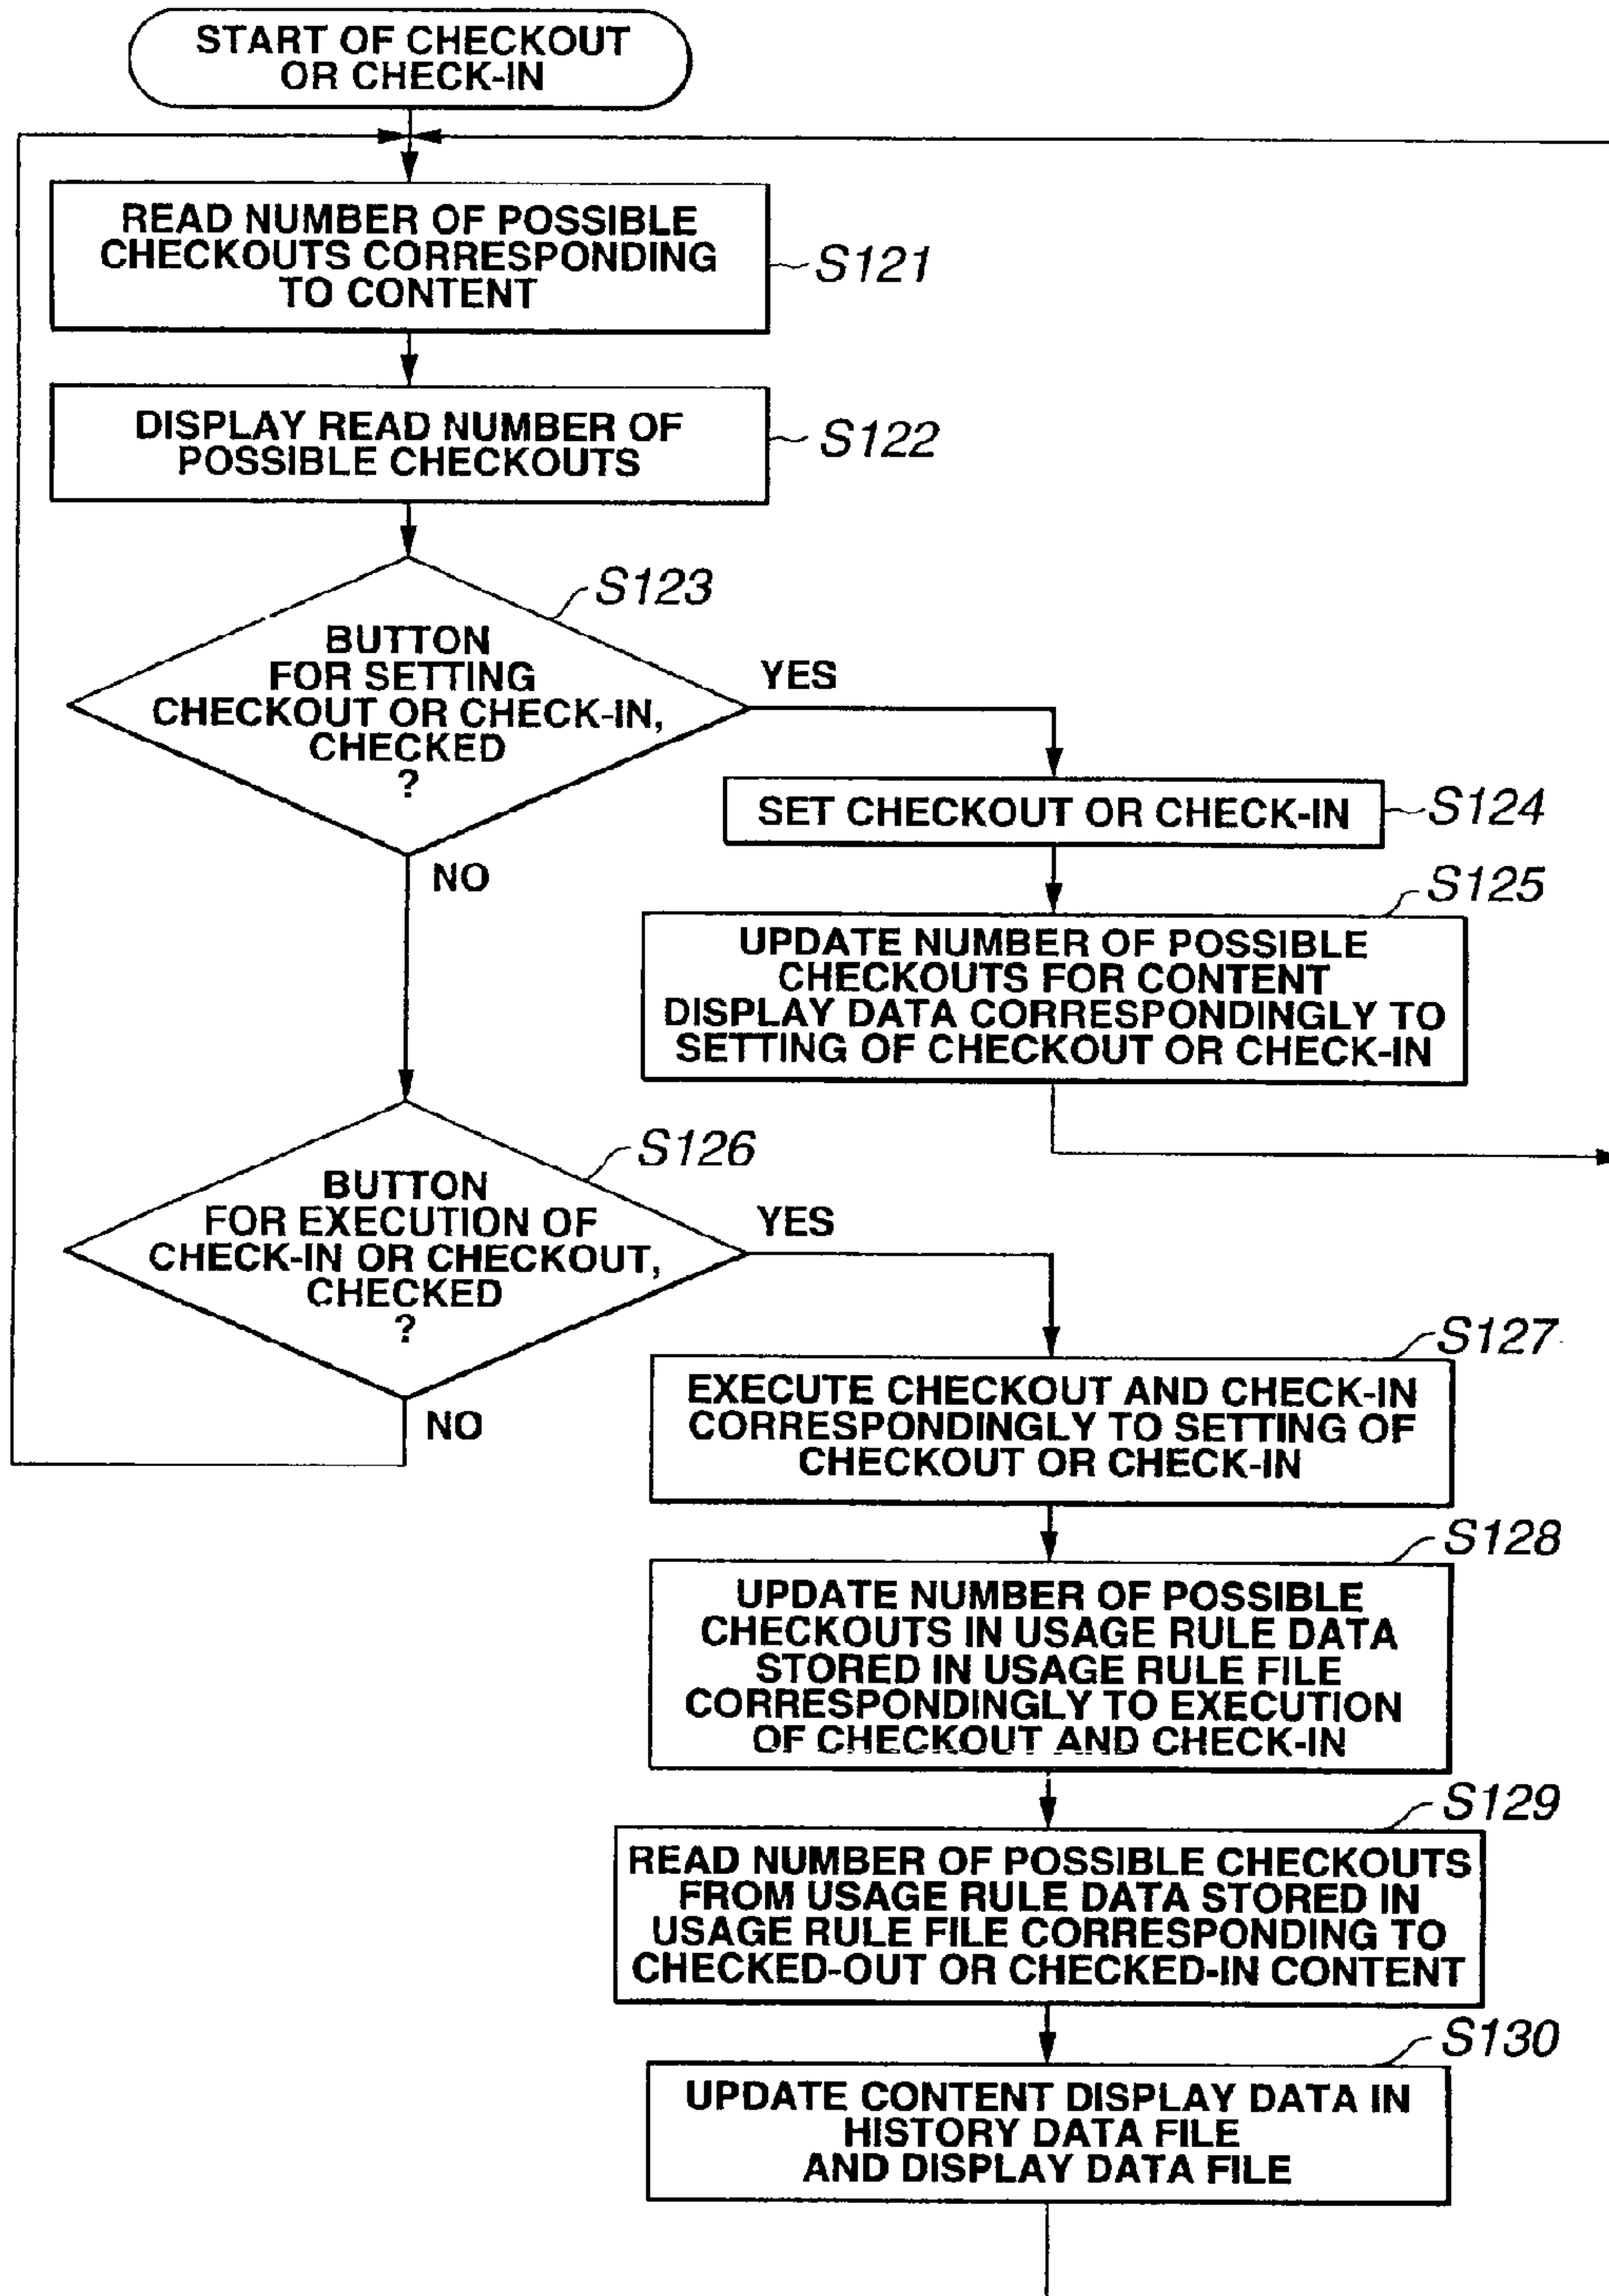 START OF CHECKOUT
OR CHECK-IN
READ NUMBER OF POSSIBLE
CHECKOUTS CORRESPONDING
TO CONTENT
S121
DISPLAY READ NUMBER OF
POSSIBLE CHECKOUTS
S122
S123
BUTTON
FOR SETTING
CHECKOUT OR CHECK-IN,
CHECKED
?
YES
NO
SET CHECKOUT OR CHECK-IN
S124
S125
UPDATE NUMBER OF POSSIBLE
CHECKOUTS FOR CONTENT
DISPLAY DATA CORRESPONDINGLY TO
SETTING OF CHECKOUT OR CHECK-IN
S126
BUTTON
FOR EXECUTION OF
CHECK-IN OR CHECKOUT,
CHECKED
?
YES
NO
S127
EXECUTE CHECKOUT AND CHECK-IN
CORRESPONDINGLY TO SETTING OF
CHECKOUT OR CHECK-IN
S128
UPDATE NUMBER OF POSSIBLE
CHECKOUTS IN USAGE RULE DATA
STORED IN USAGE RULE FILE
CORRESPONDINGLY TO EXECUTION
OF CHECKOUT AND CHECK-IN
S129
READ NUMBER OF POSSIBLE CHECKOUTS
FROM USAGE RULE DATA STORED IN
USAGE RULE FILE CORRESPONDING TO
CHECKED-OUT OR CHECKED-IN CONTENT
S130
UPDATE CONTENT DISPLAY DATA IN
HISTORY DATA FILE
AND DISPLAY DATA FILE